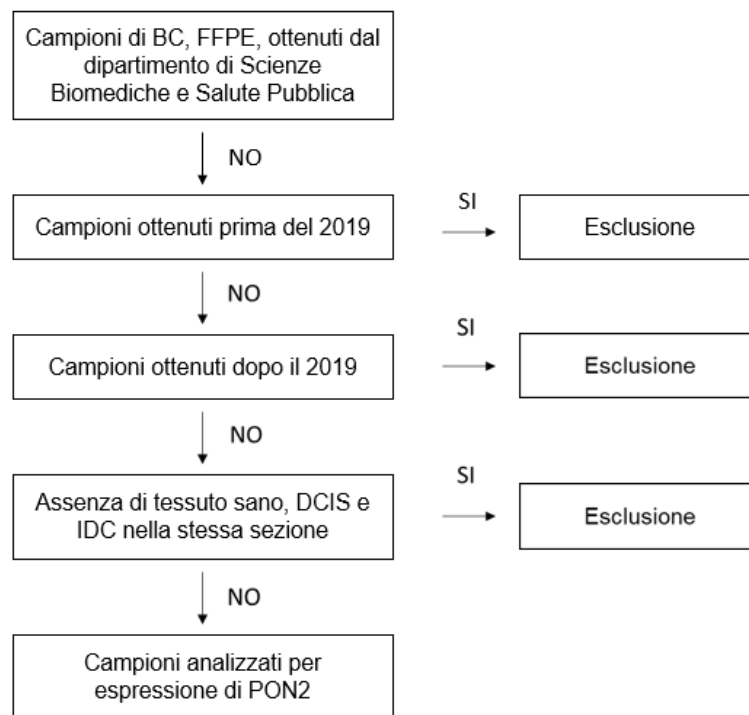 Campioni di BC, FFPE, ottenuti dal
dipartimento di Scienze
Biomediche e Salute Pubblica
NO
Campioni ottenuti prima del 2019
SI
Esclusione
NO
Campioni ottenuti dopo il 2019
SI
Esclusione
NO
Assenza di tessuto sano, DCIS e
IDC nella stessa sezione
SI
Esclusione
NO
Campioni analizzati per
espressione di PON2